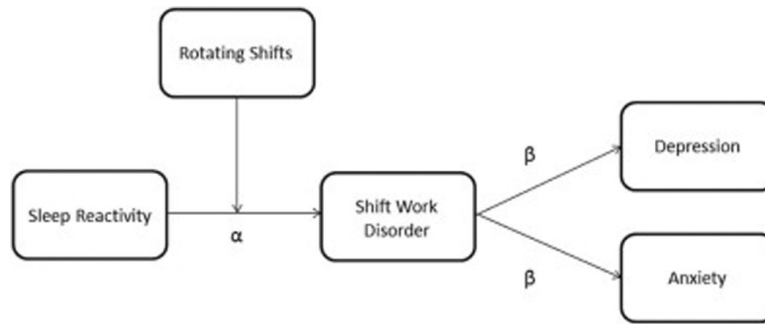 Rotating Shifts
β
Depression
Sleep Reactivity
α
Shift Work
Disorder
β
Anxiety